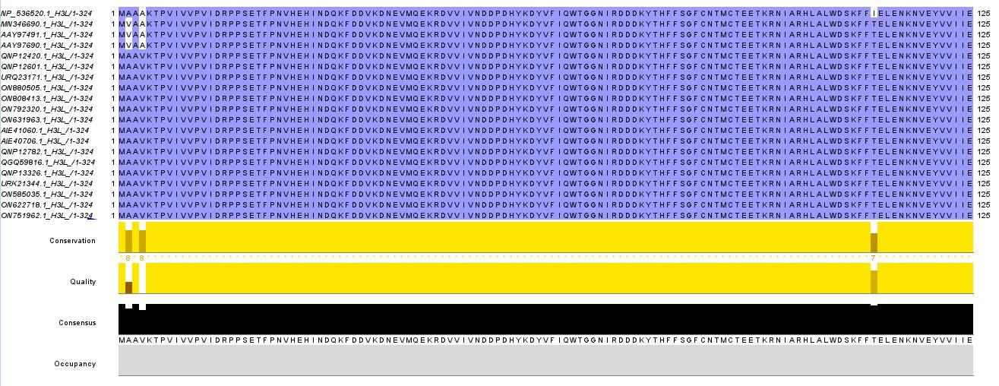 NP_536520.1_H3L/1-324 1 MAAAKTPVIVVPVIDRPPSETFPNVHEHINDQKFDDVKDNEVMQEKRDVVIVNDDPDHYKDYVFIQWTGGNIRDDDKYTHFFSGFCNTMCTEETKRNIARHLALWDSKFFIELENKNVEYVVIIE 125
MN346690.1_H3L_/1-324 1 MVAAKTPVIVVPVIDRPPSETFPNVHEHINDQKFDDVKDNEVMQEKRDVVIVNDDPDHYKDYVFIQWTGGNIRDDDKYTHFFSGFCNTMCTEETKRNIARHLALWDSKFFTELENKNVEYVVIIE 125
AAY97491.1_H3L_/1-324 1 MVAAKTPVIVVPVIDRPPSETFPNVHEHINDQKFDDVKDNEVMQEKRDVVIVNDDPDHYKDYVFIQWTGGNIRDDDKYTHFFSGFCNTMCTEETKRNIARHLALWDSKFFTELENKNVEYVVIIE 125
AAY97690.1_H3L_/1-324 1 MVAAKTPVIVVPVIDRPPSETFPNVHEHINDQKFDDVKDNEVMQEKRDVVIVNDDPDHYKDYVFIQWTGGNIRDDDKYTHFFSGFCNTMCTEETKRNIARHLALWDSKFFTELENKNVEYVVIIE 125
QNP12420.1_H3L_/1-324 1 MAAVKTPVIVVPVIDRPPSETFPNVHEHINDQKFDDVKDNEVMQEKRDVVIVNDDPDHYKDYVFIQWTGGNIRDDDKYTHFFSGFCNTMCTEETKRNIARHLALWDSKFFTELENKNVEYVVIIE 125
QNP12601.1_H3L_/1-324 1 MAAVKTPVIVVPVIDRPPSETFPNVHEHINDQKFDDVKDNEVMQEKRDVVIVNDDPDHYKDYVFIQWTGGNIRDDDKYTHFFSGFCNTMCTEETKRNIARHLALWDSKFFTELENKNVEYVVIIE 125
URQ23171.1_H3L_/1-324 1 MAAVKTPVIVVPVIDRPPSETFPNVHEHINDQKFDDVKDNEVMQEKRDVVIVNDDPDHYKDYVFIQWTGGNIRDDDKYTHFFSGFCNTMCTEETKRNIARHLALWDSKFFTELENKNVEYVVIIE 125
ON880505.1_H3L_/1-324 1 MAAVKTPVIVVPVIDRPPSETFPNVHEHINDQKFDDVKDNEVMQEKRDVVIVNDDPDHYKDYVFIQWTGGNIRDDDKYTHFFSGFCNTMCTEETKRNIARHLALWDSKFFTELENKNVEYVVIIE 125
ON808413.1_H3L_/1-324 1 MAAVKTPVIVVPVIDRPPSETFPNVHEHINDQKFDDVKDNEVMQEKRDVVIVNDDPDHYKDYVFIQWTGGNIRDDDKYTHFFSGFCNTMCTEETKRNIARHLALWDSKFFTELENKNVEYVVIIE 125
ON792320.1_H3L_/1-324 1 MAAVKTPVIVVPVIDRPPSETFPNVHEHINDQKFDDVKDNEVMQEKRDVVIVNDDPDHYKDYVFIQWTGGNIRDDDKYTHFFSGFCNTMCTEETKRNIARHLALWDSKFFTELENKNVEYVVIIE 125
ON631963.1_H3L_/1-324 1 MAAVKTPVIVVPVIDRPPSETFPNVHEHINDQKFDDVKDNEVMQEKRDVVIVNDDPDHYKDYVFIQWTGGNIRDDDKYTHFFSGFCNTMCTEETKRNIARHLALWDSKFFTELENKNVEYVVIIE 125
AIE41060.1_H3L_/1-324 1 MAAVKTPVIVVPVIDRPPSETFPNVHEHINDQKFDDVKDNEVMQEKRDVVIVNDDPDHYKDYVFIQWTGGNIRDDDKYTHFFSGFCNTMCTEETKRNIARHLALWDSKFFTELENKNVEYVVIIE 125
AIE40706.1_H3L_/1-324 1 MAAVKTPVIVVPVIDRPPSETFPNVHEHINDQKFDDVKDNEVMQEKRDVVIVNDDPDHYKDYVFIQWTGGNIRDDDKYTHFFSGFCNTMCTEETKRNIARHLALWDSKFFTELENKNVEYVVIIE 125
QNP12782.1_H3L_/1-324 1 MAAVKTPVIVVPVIDRPPSETFPNVHEHINDQKFDDVKDNEVMQEKRDVVIVNDDPDHYKDYVFIQWTGGNIRDDDKYTHFFSGFCNTMCTEETKRNIARHLALWDSKFFTELENKNVEYVVIIE 125
QGQ59816.1_H3L_/1-324 1 MAAVKTPVIVVPVIDRPPSETFPNVHEHINDQKFDDVKDNEVMQEKRDVVIVNDDPDHYKDYVFIQWTGGNIRDDDKYTHFFSGFCNTMCTEETKRNIARHLALWDSKFFTELENKNVEYVVIIE 125
QNP13326.1_H3L_/1-324 1 MAAVKTPVIVVPVIDRPPSETFPNVHEHINDQKFDDVKDNEVMQEKRDVVIVNDDPDHYKDYVFIQWTGGNIRDDDKYTHFFSGFCNTMCTEETKRNIARHLALWDSKFFTELENKNVEYVVIIE 125
URK21344.1_H3L_/1-324 1 MAAVKTPVIVVPVIDRPPSETFPNVHEHINDQKFDDVKDNEVMQEKRDVVIVNDDPDHYKDYVFIQWTGGNIRDDDKYTHFFSGFCNTMCTEETKRNIARHLALWDSKFFTELENKNVEYVVIIE 125
ON585035.1_H3L_/1-324 1 MAAVKTPVIVVPVIDRPPSETFPNVHEHINDQKFDDVKDNEVMQEKRDVVIVNDDPDHYKDYVFIQWTGGNIRDDDKYTHFFSGFCNTMCTEETKRNIARHLALWDSKFFTELENKNVEYVVIIE 125
ON622718.1_H3L_/1-324 1 MAAVKTPVIVVPVIDRPPSETFPNVHEHINDQKFDDVKDNEVMQEKRDVVIVNDDPDHYKDYVFIQWTGGNIRDDDKYTHFFSGFCNTMCTEETKRNIARHLALWDSKFFTELENKNVEYVVIIE 125
ON751962.1_H3L_/1-324 1 MAAVKTPVIVVPVIDRPPSETFPNVHEHINDQKFDDVKDNEVMQEKRDVVIVNDDPDHYKDYVFIQWTGGNIRDDDKYTHFFSGFCNTMCTEETKRNIARHLALWDSKFFTELENKNVEYVVIIE 125
Conservation
8 8 7
Quality
Consensus
MAAVKTPVIVVPVIDRPPSETFPNVHEHINDQKFDDVKDNEVMQEKRDVVIVNDDPDHYKDYVFIQWTGGNIRDDDKYTHFFSGFCNTMCTEETKRNIARHLALWDSKFFTELENKNVEYVVIIE
Occupancy